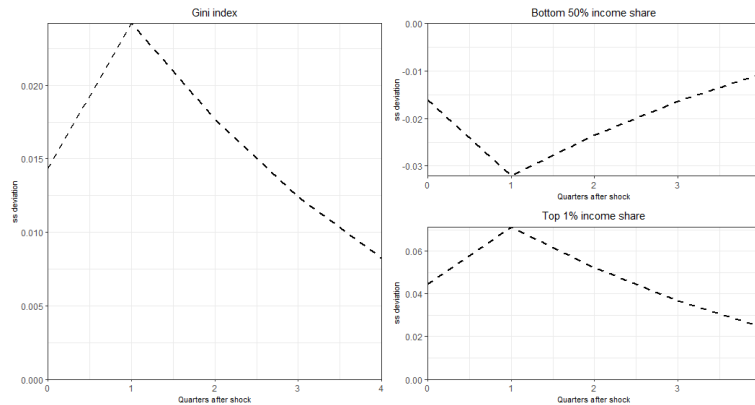 Gini index
ss deviation
0.020
0.015
0.010
0.005
0.000
0 1 2 3 4
Quarters after shock
Bottom 50% income share
ss deviation
0.00
-0.01
-0.02
-0.03
0 1 2 3
Quarters after shock
Top 1% income share
ss deviation
0.06
0.04
0.02
0.00
0 1 2 3
Quarters after shock